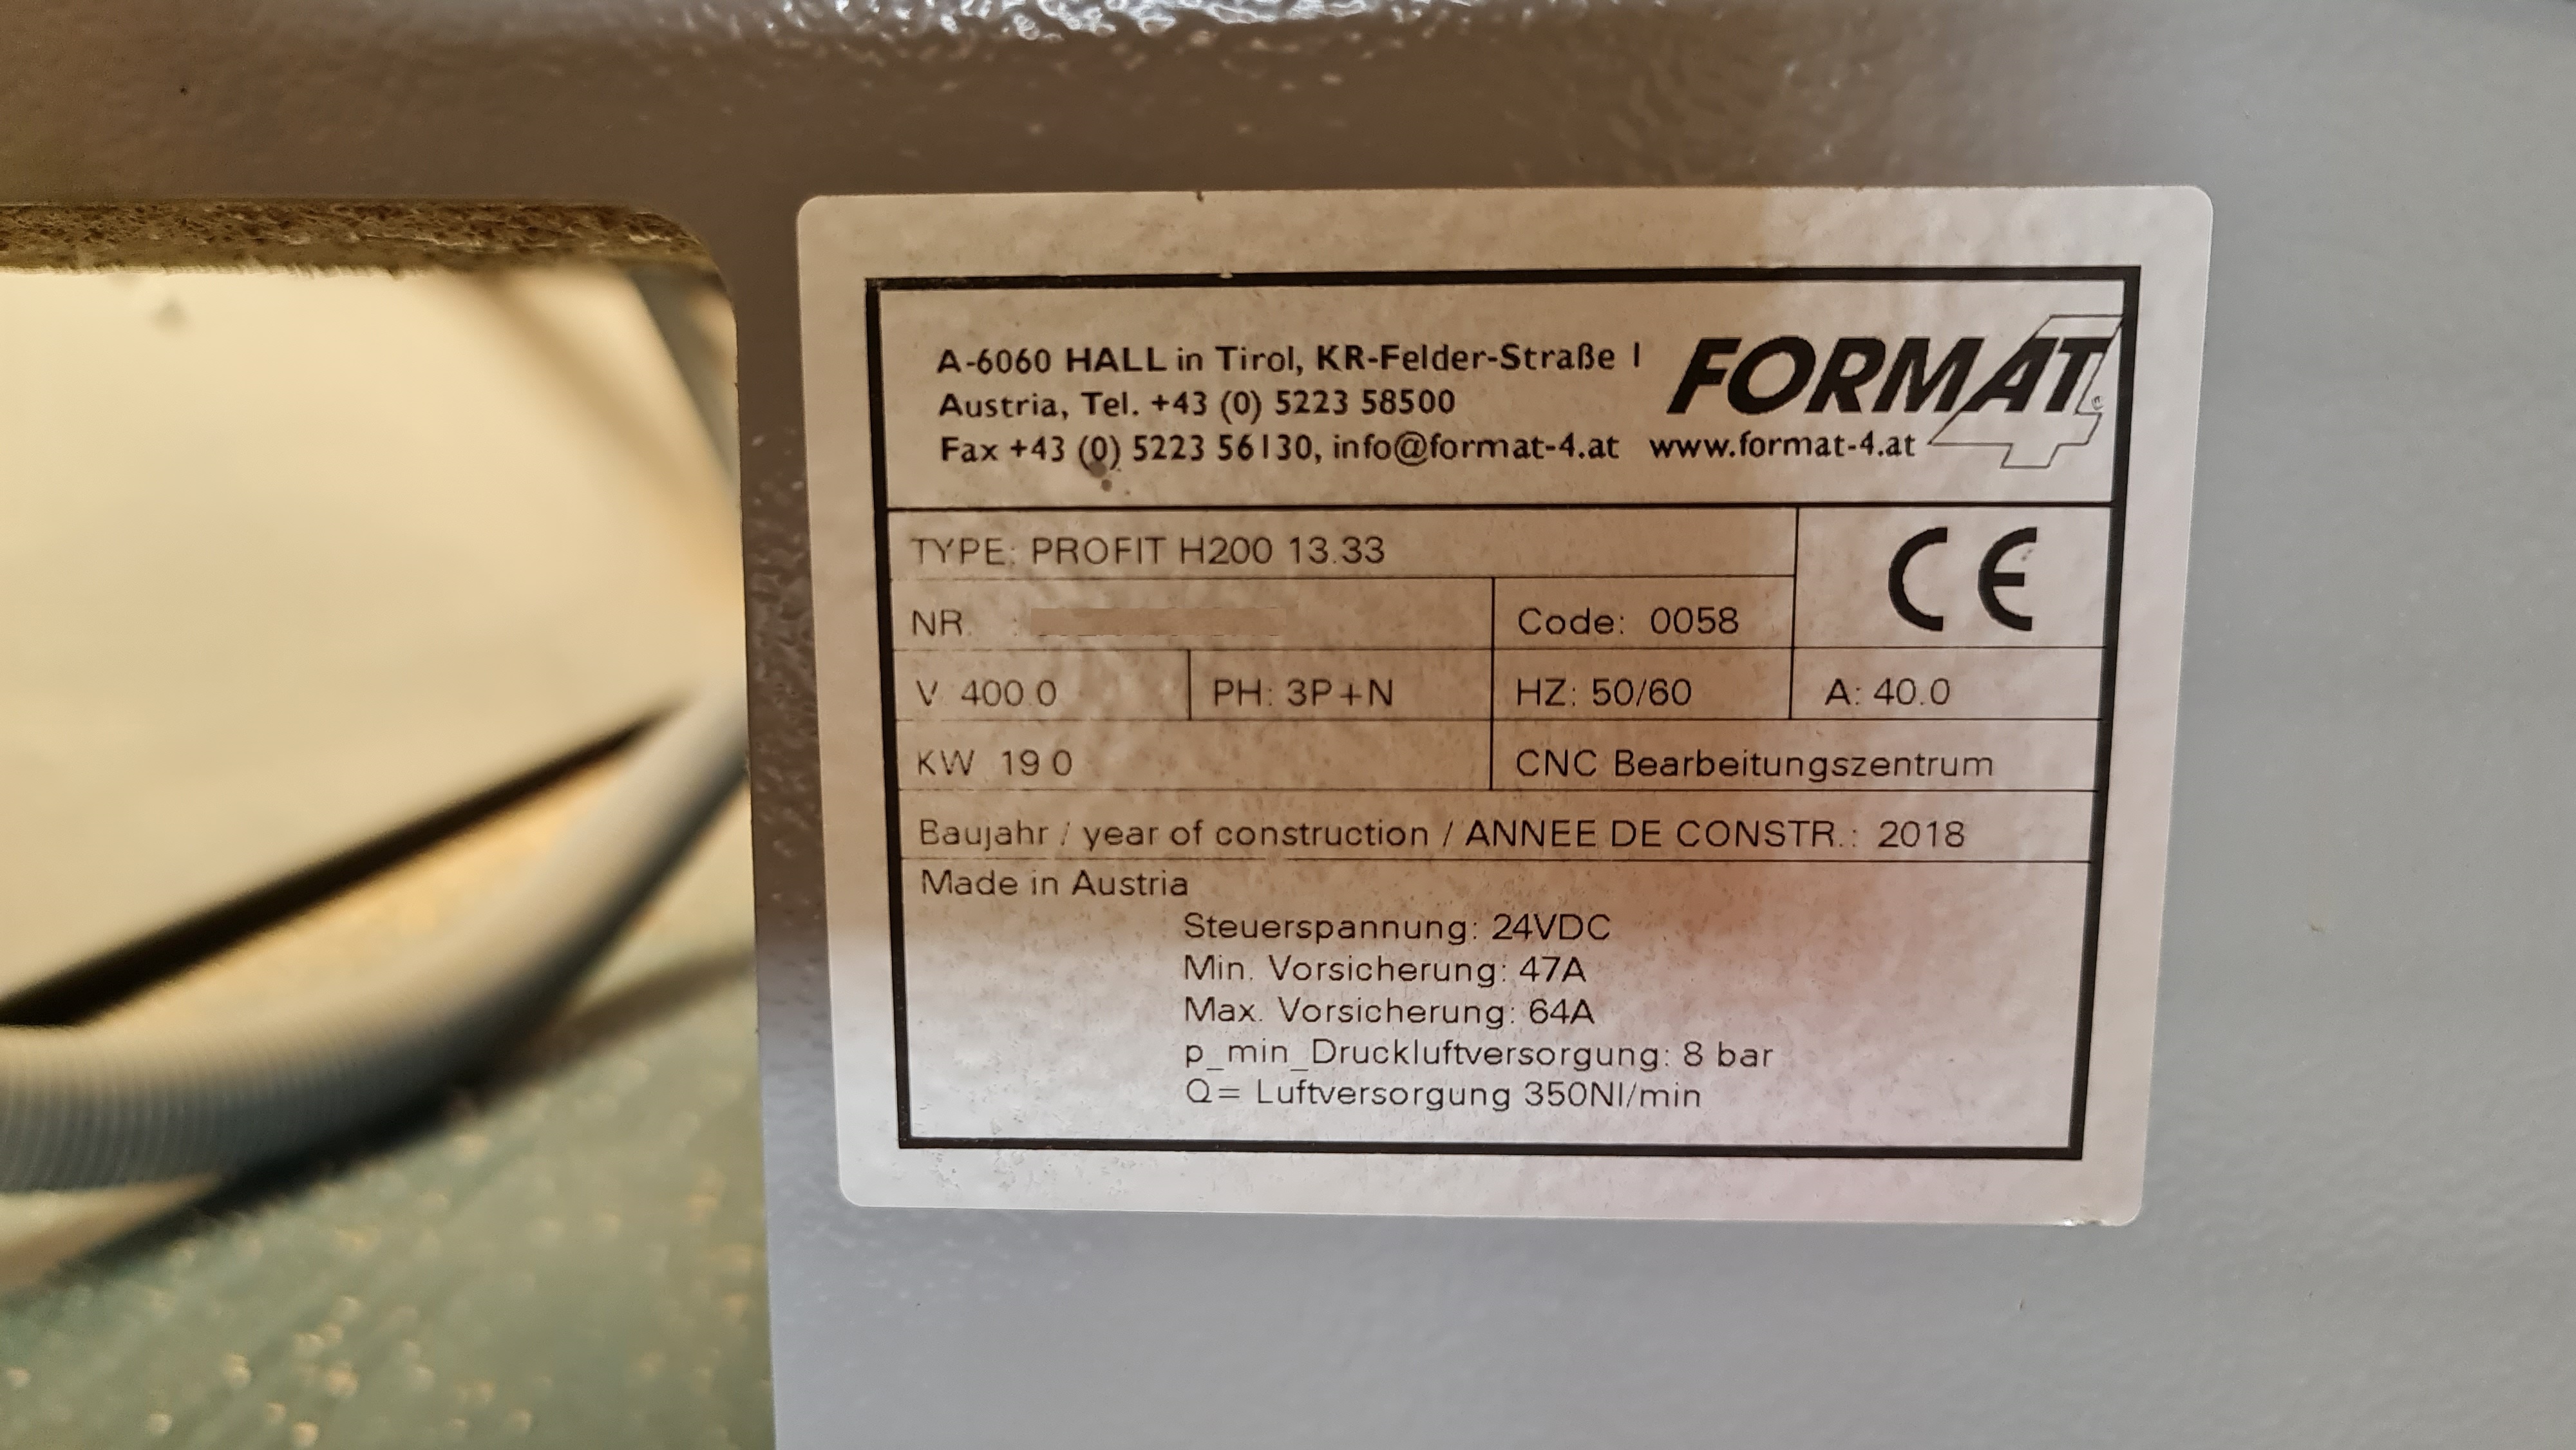 A-6060 HALL in Tirol, KR-Felder-Straße 1
Austria, Tel. +43 (0) 5223 58500
Fax +43 (0) 5223 56130, info@format-4.at www.format-4.at
FORMAT 4
TYPE: PROFIT H200 13.33
NR. :
Code: 0058
CE
V 400.0
PH: 3P+N
HZ: 50/60
A: 40.0
KW 19.0
CNC Bearbeitungszentrum
Baujahr / year of construction / ANNEE DE CONSTR.: 2018
Made in Austria
Steuerspannung: 24VDC
Min. Vorsicherung: 47A
Max. Vorsicherung: 64A
p_min_Druckluftversorgung: 8 bar
Q= Luftversorgung 350Nl/min